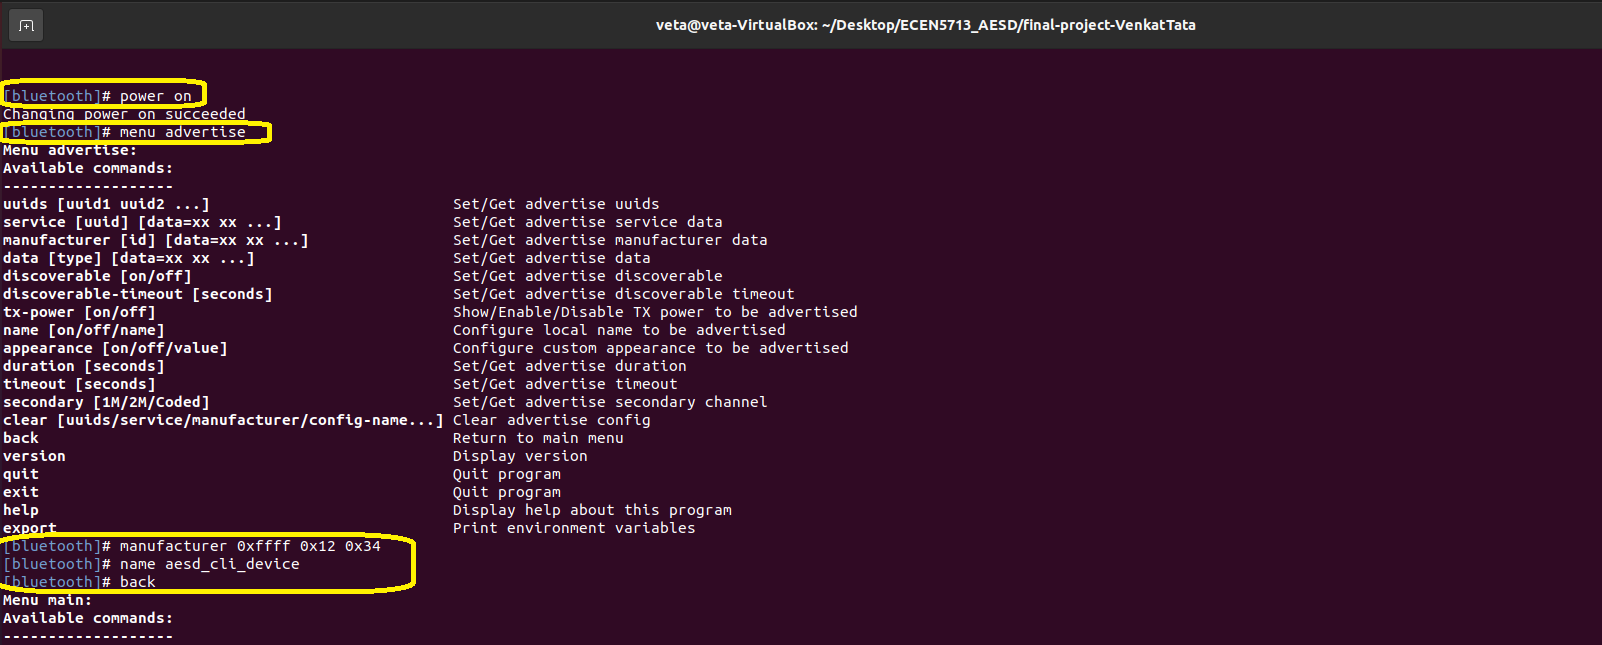 veta@veta-VirtualBox: ~/Desktop/ECEN5713_AESD/final-project-VenkatTata
[bluetooth]# power on
Changing power on succeeded
[bluetooth]# menu advertise
Menu advertise:
Available commands:
-------------------
uuids [uuid1 uuid2 ...] Set/Get advertise uuids
service [uuid] [data=xx xx ...] Set/Get advertise service data
manufacturer [id] [data=xx xx ...] Set/Get advertise manufacturer data
data [type] [data=xx xx ...] Set/Get advertise data
discoverable [on/off] Set/Get advertise discoverable
discoverable-timeout [seconds] Set/Get advertise discoverable timeout
tx-power [on/off] Show/Enable/Disable TX power to be advertised
name [on/off/name] Configure local name to be advertised
appearance [on/off/value] Configure custom appearance to be advertised
duration [seconds] Set/Get advertise duration
timeout [seconds] Set/Get advertise timeout
secondary [1M/2M/Coded] Set/Get advertise secondary channel
clear [uuids/service/manufacturer/config-name...] Clear advertise config
back Return to main menu
version Display version
quit Quit program
exit Quit program
help Display help about this program
export Print environment variables
[bluetooth]# manufacturer 0xffff 0x12 0x34
[bluetooth]# name aesd_cli_device
[bluetooth]# back
Menu main:
Available commands:
-------------------